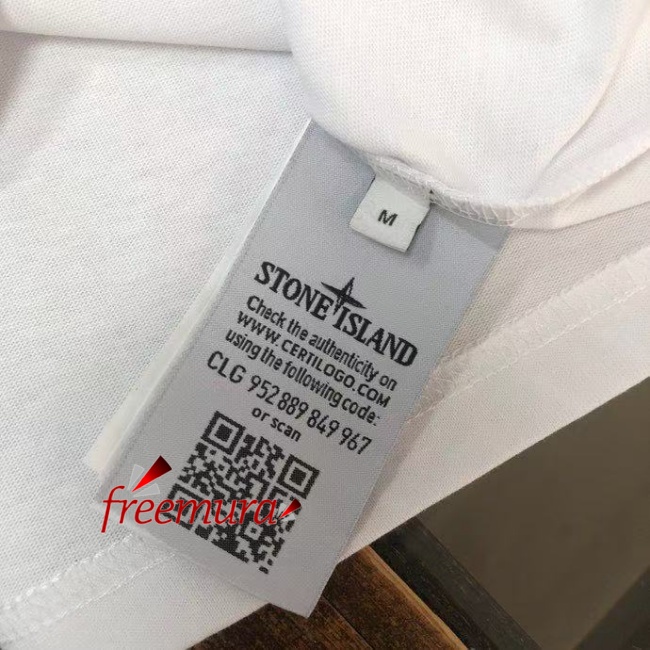 M
STONE ISLAND
Check the authenticity on
WWW.CERTILOGO.COM
using the following code:
CLG 952 889 849 967
or scan
freemura